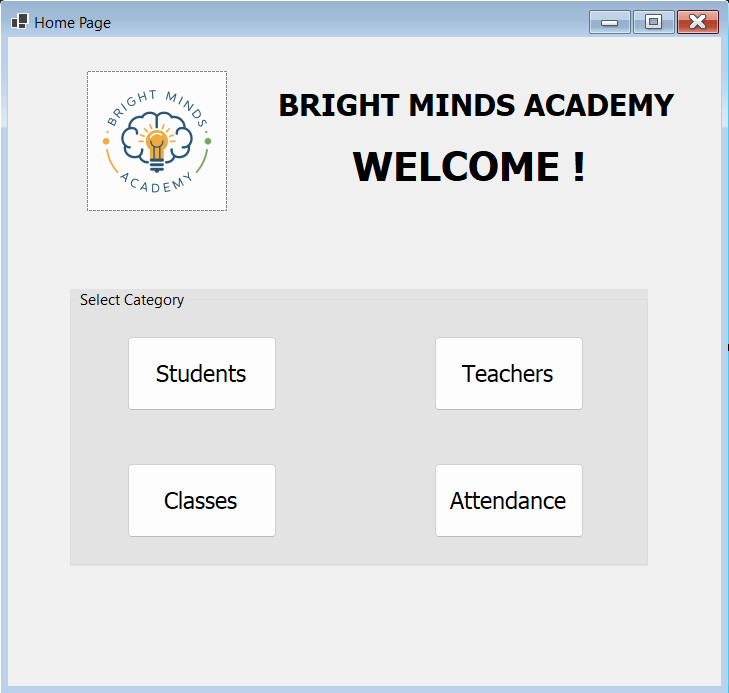 Home Page
BRIGHT MINDS
ACADEMY
BRIGHT MINDS ACADEMY
WELCOME !
Select Category
Students
Teachers
Classes
Attendance